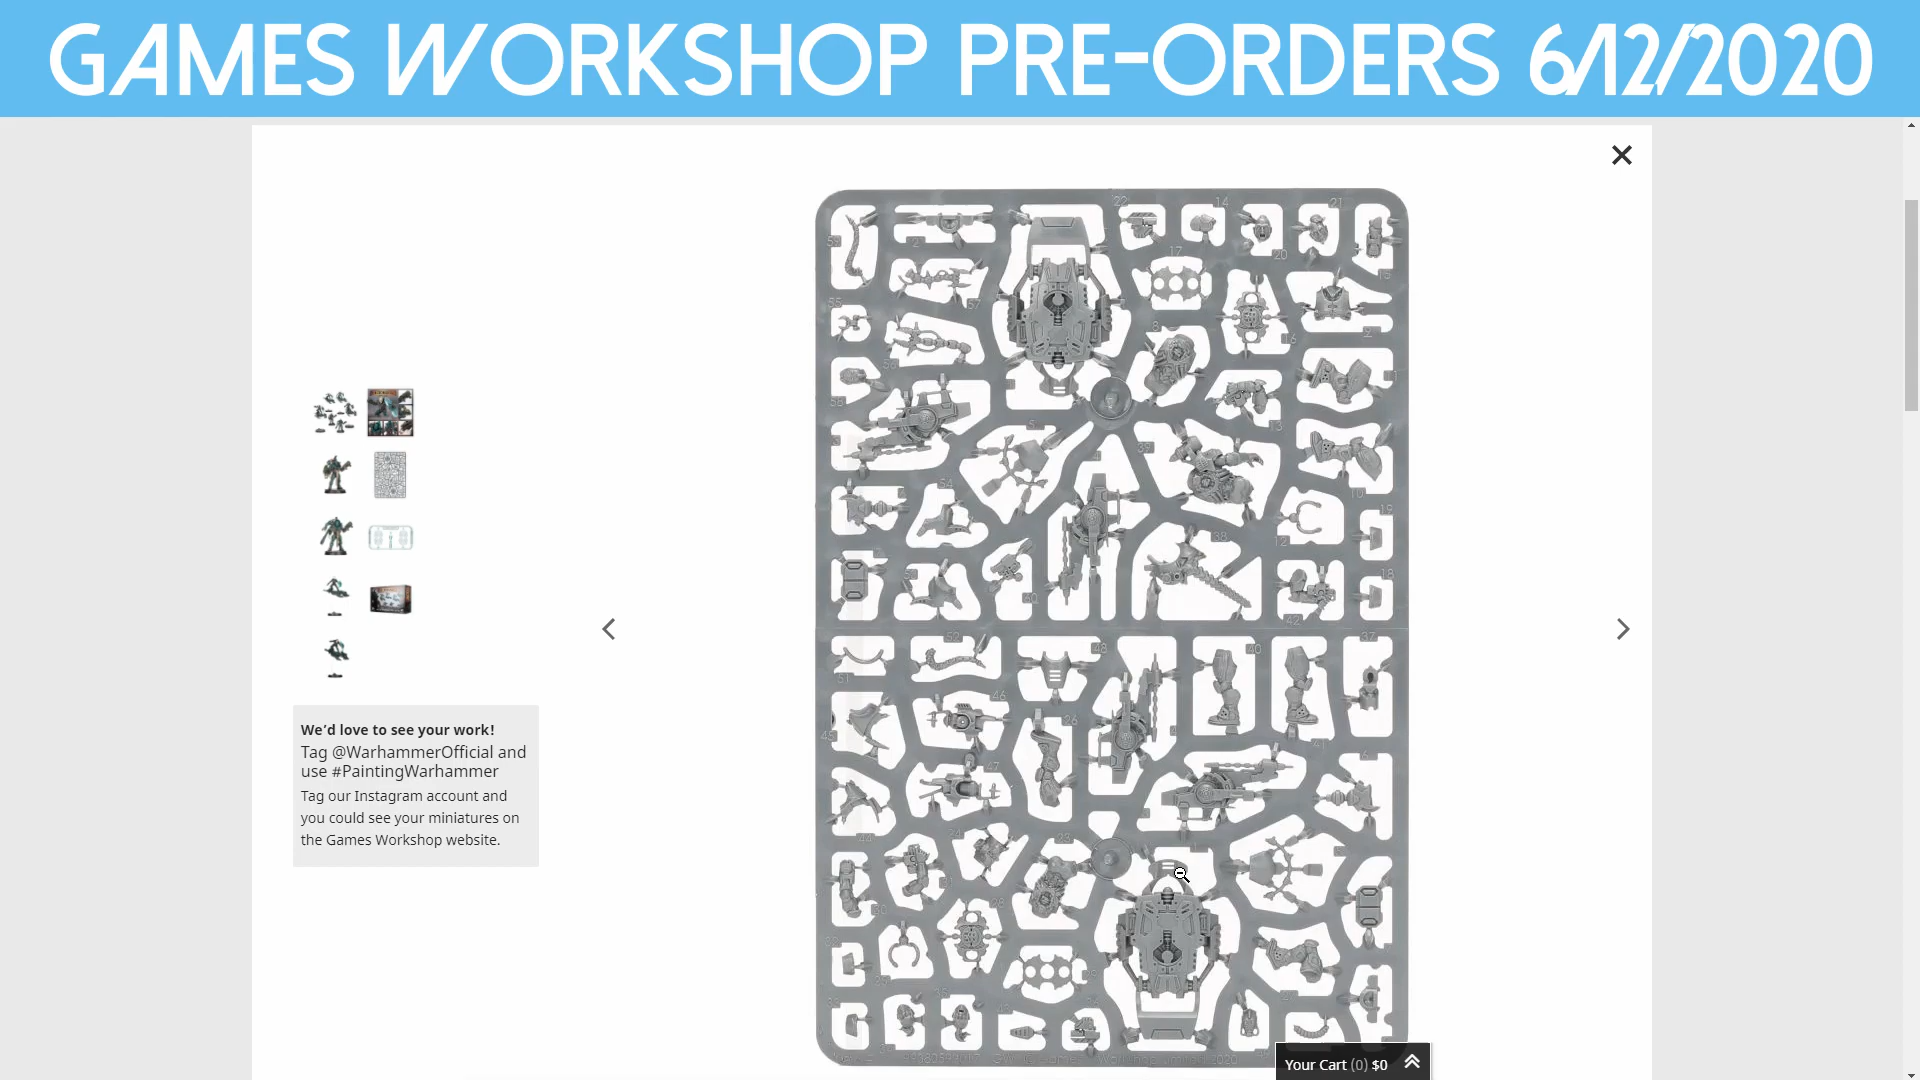 GAMES WORKSHOP PRE-ORDERS 6/12/2020
We'd love to see your work!
Tag @WarhammerOfficial and
use #PaintingWarhammer
Tag our Instagram account and
you could see your miniatures on
the Games Workshop website.
Your Cart (0) $0